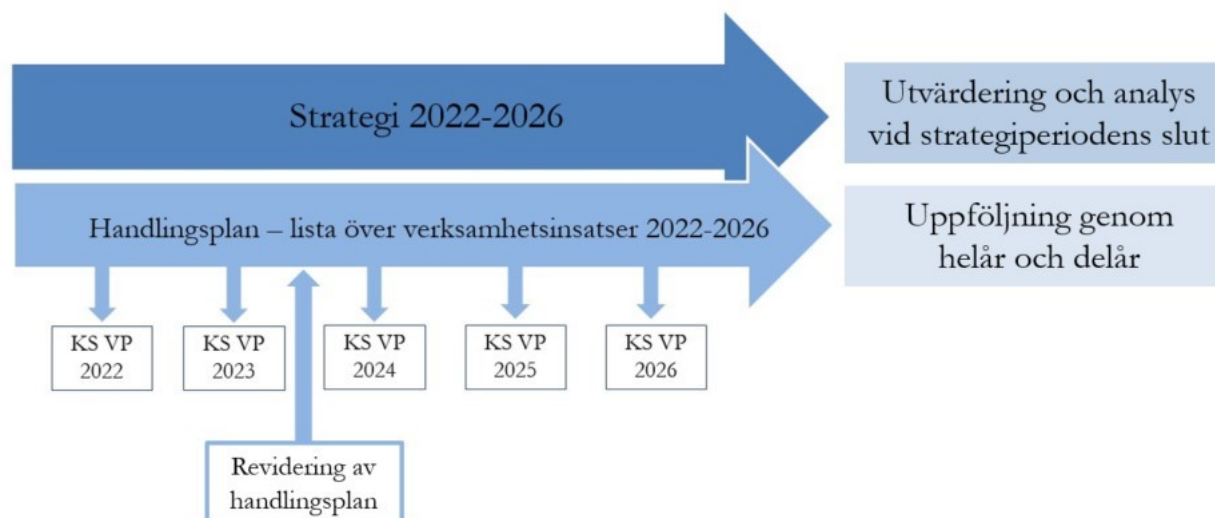 Strategi 2022-2026
Utvärdering och analys
vid strategiperiodens slut
Handlingsplan – lista över verksamhetsinsatser 2022-2026
Uppföljning genom
helår och delår
KS VP
2022
KS VP
2023
KS VP
2024
KS VP
2025
KS VP
2026
Revidering av
handlingsplan